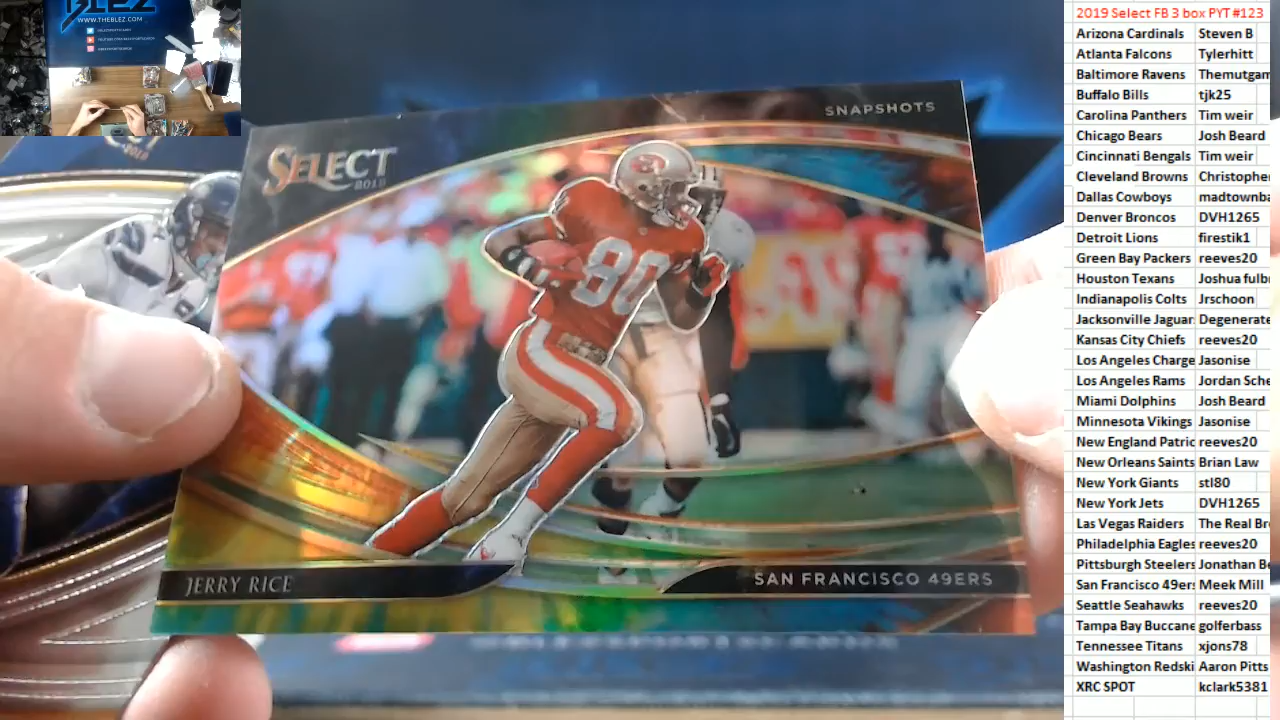 BLEZ
WWW.THEBLEZ.COM
SNAPSHOTS
SELECT
2019
80
JERRY RICE
SAN FRANCISCO 49ERS
2019 Select FB 3 box PYT #123
Arizona Cardinals Steven B
Atlanta Falcons Tylerhitt
Baltimore Ravens Themutgam
Buffalo Bills tjk25
Carolina Panthers Tim weir
Chicago Bears Josh Beard
Cincinnati Bengals Tim weir
Cleveland Browns Christophe
Dallas Cowboys madtownba
Denver Broncos DVH1265
Detroit Lions firestik1
Green Bay Packers reeves20
Houston Texans Joshua fulb
Indianapolis Colts Jrschoon
Jacksonville Jaguar Degenerate
Kansas City Chiefs reeves20
Los Angeles Charge Jasonise
Los Angeles Rams Jordan Sche
Miami Dolphins Josh Beard
Minnesota Vikings Jasonise
New England Patric reeves20
New Orleans Saints Brian Law
New York Giants stl80
New York Jets DVH1265
Las Vegas Raiders The Real Br
Philadelphia Eagles reeves20
Pittsburgh Steelers Jonathan Be
San Francisco 49ers Meek Mill
Seattle Seahawks reeves20
Tampa Bay Buccane golferbass
Tennessee Titans xjons78
Washington Redski Aaron Pitts
XRC SPOT kclark5381